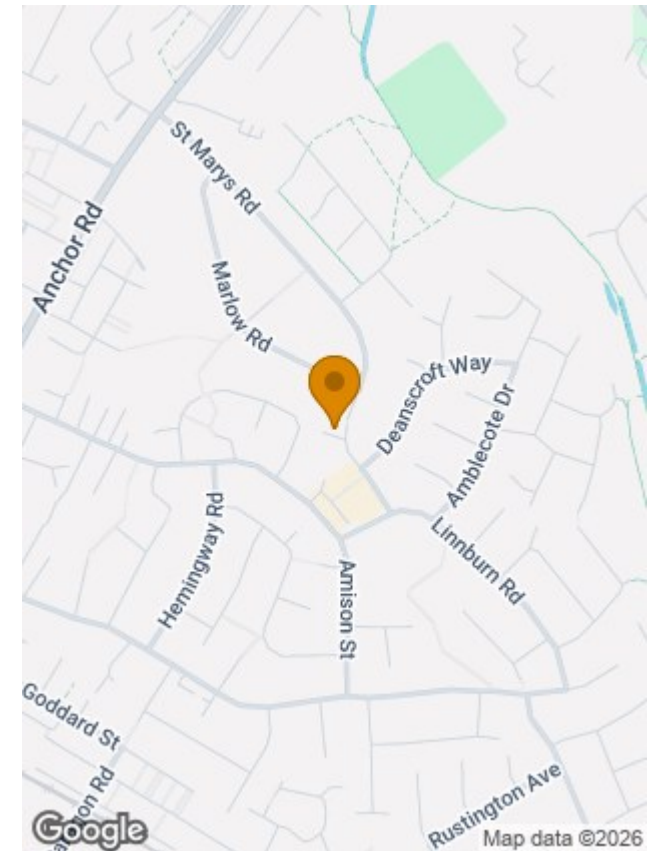 St Marys Rd
Anchor Rd
Marlow Rd
Deanscroft Way
Amblecote Dr
Hemingway Rd
Linnburn Rd
Amison St
Goddard St
Rustington Ave
Rd
Google
Map data ©2026